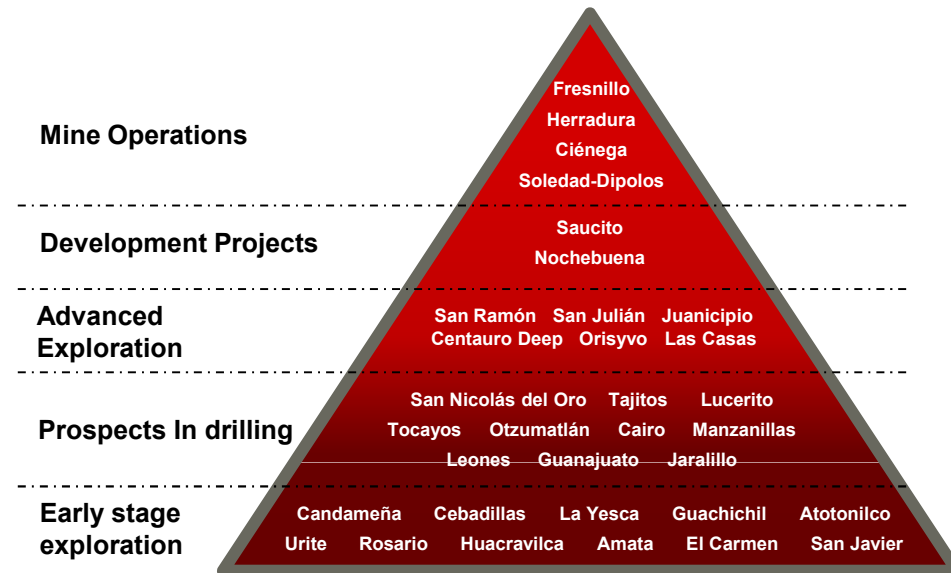 Mine Operations
Fresnillo
Herradura
Ciénega
Soledad-Dipolos
Development Projects
Saucito
Nochebuena
Advanced
Exploration
San Ramón San Julián Juanicipio
Centauro Deep Orisyvo Las Casas
Prospects In drilling
San Nicolás del Oro Tajitos Lucerito
Tocayos Otzumatlán Cairo Manzanillas
Leones Guanajuato Jaralillo
Early stage
exploration
Candameña Cebadillas La Yesca Guachichil Atotonilco
Urite Rosario Huacravilca Amata El Carmen San Javier